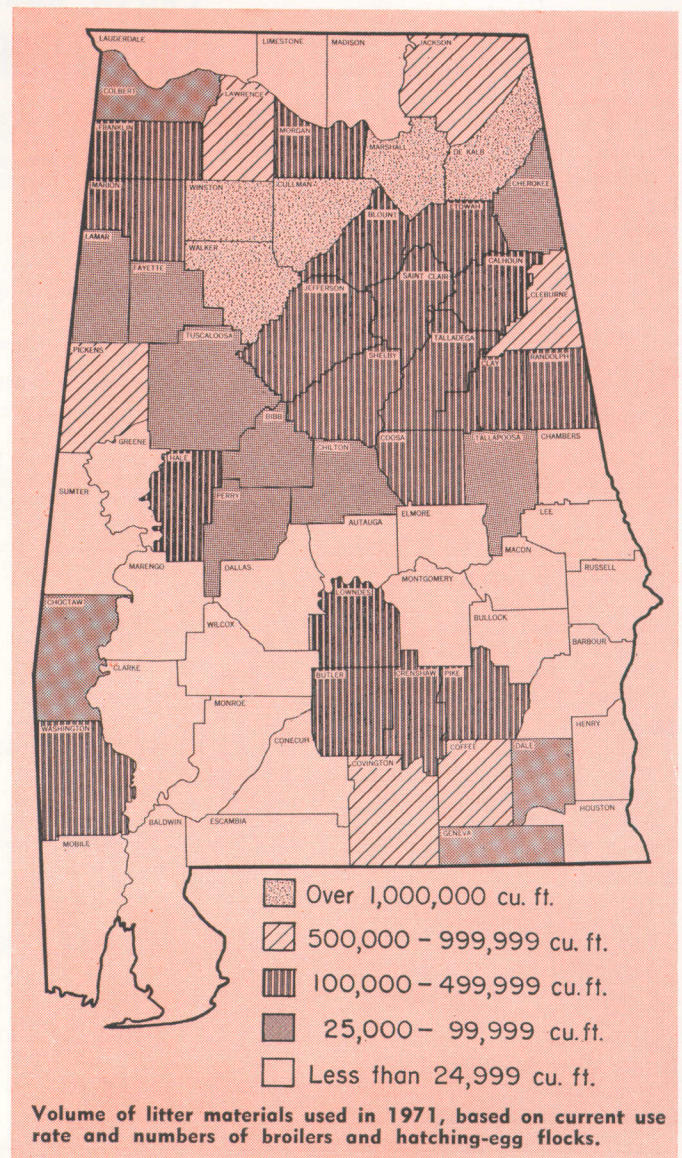 LAUDERDALE
LIMESTONE
MADISON
JACKSON
COLBERT
LAWRENCE
FRANKLIN
MORGAN
MARSHALL
DE KALB
CHEROKEE
MARION
WINSTON
CULLMAN
BLOUNT
ETOWAH
LAMAR
FAYETTE
WALKER
JEFFERSON
SAINT CLAIR
CALHOUN
CLEBURNE
PICKENS
TUSCALOOSA
SHELBY
TALLADEGA
CLAY
RANDOLPH
GREENE
HALE
BIBB
CHILTON
COOSA
TALLAPOOSA
CHAMBERS
SUMTER
PERRY
AUTAUGA
ELMORE
LEE
MARENGO
DALLAS
MONTGOMERY
MACON
RUSSELL
CHOCTAW
WILCOX
LOWNDES
BULLOCK
BARBOUR
CLARKE
BUTLER
CRENSHAW
PIKE
WASHINGTON
MONROE
CONECUH
COVINGTON
COFFEE
DALE
HENRY
MOBILE
BALDWIN
ESCAMBIA
GENEVA
HOUSTON
Over 1,000,000 cu. ft.
500,000 – 999,999 cu. ft.
100,000 – 499,999 cu. ft.
25,000 – 99,999 cu. ft.
Less than 24,999 cu. ft.
Volume of litter materials used in 1971, based on current use
rate and numbers of broilers and hatching-egg flocks.